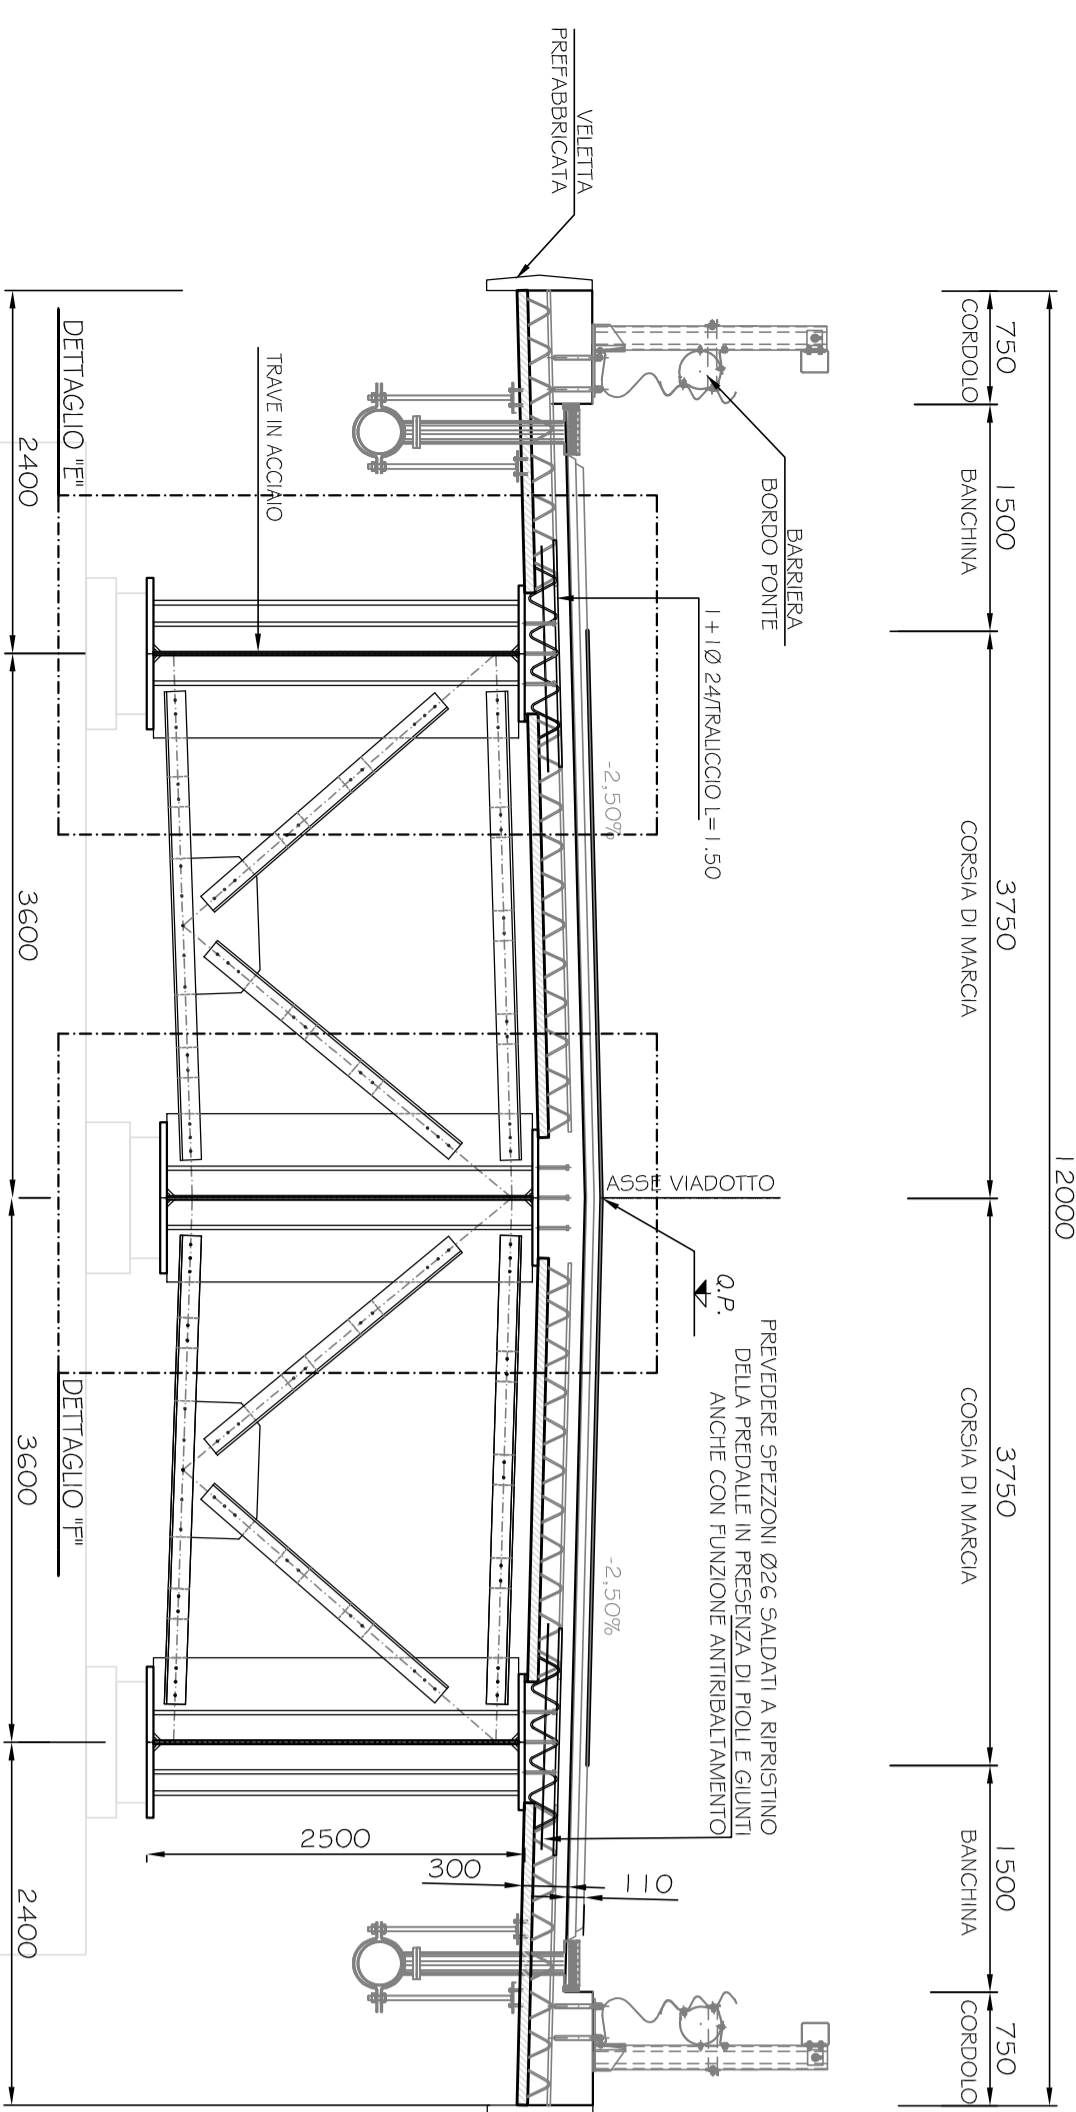 12000
750
1500
3750
3750
1500
750
CORDOLO
BANCHINA
CORSIA DI MARCIA
CORSIA DI MARCIA
BANCHINA
CORDOLO
VELETTA
PREFABBRICATA
BARRIERA
BORDO PONTE
1+1Ø 24/TRALICCIO L=1.50
-2,50%
ASSE VIADOTTO
Q.P.
PREVEDERE SPEZZONI Ø26 SALDATI A RIPRISTINO
DELLA PREDALLE IN PRESENZA DI PIOLI E GIUNTI
ANCHE CON FUNZIONE ANTIRIBALTAMENTO
-2,50%
110
300
2500
TRAVE IN ACCIAIO
DETTAGLIO "E"
DETTAGLIO "F"
2400
3600
3600
2400